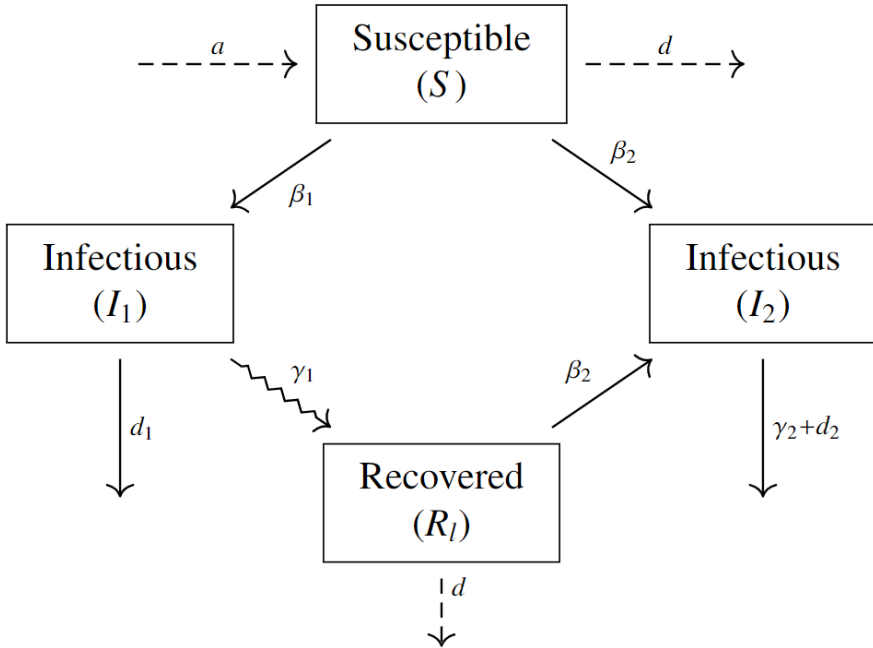 a
Susceptible
(S)
d
β₁
β₂
Infectious
(I₁)
Infectious
(I₂)
γ₁
β₂
d₁
γ₂+d₂
Recovered
(Rₗ)
d